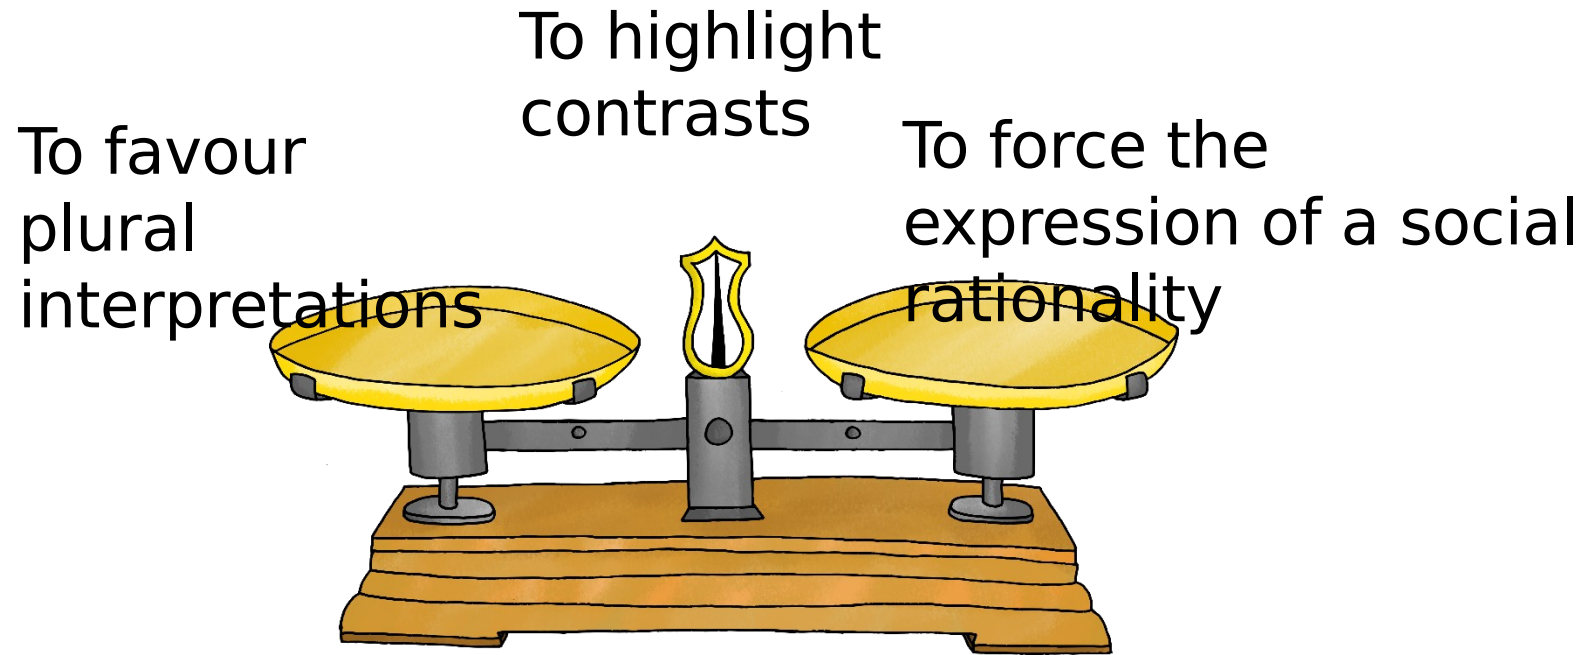 To highlight
contrasts
To favour
plural
interpretations
To force the
expression of a social
rationality